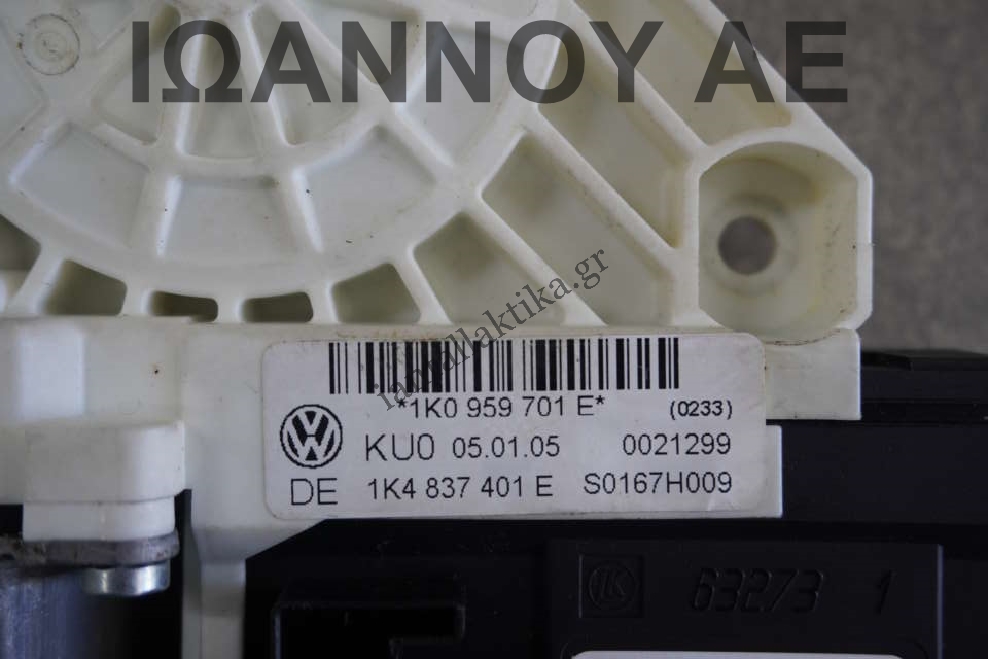 ΙΩΑΝΝΟΥ ΑΕ
ianallaktika.gr
*1K0 959 701 E* (0233)
KU0 05.01.05 0021299
DE 1K4 837 401 E S0167H009
63273 1